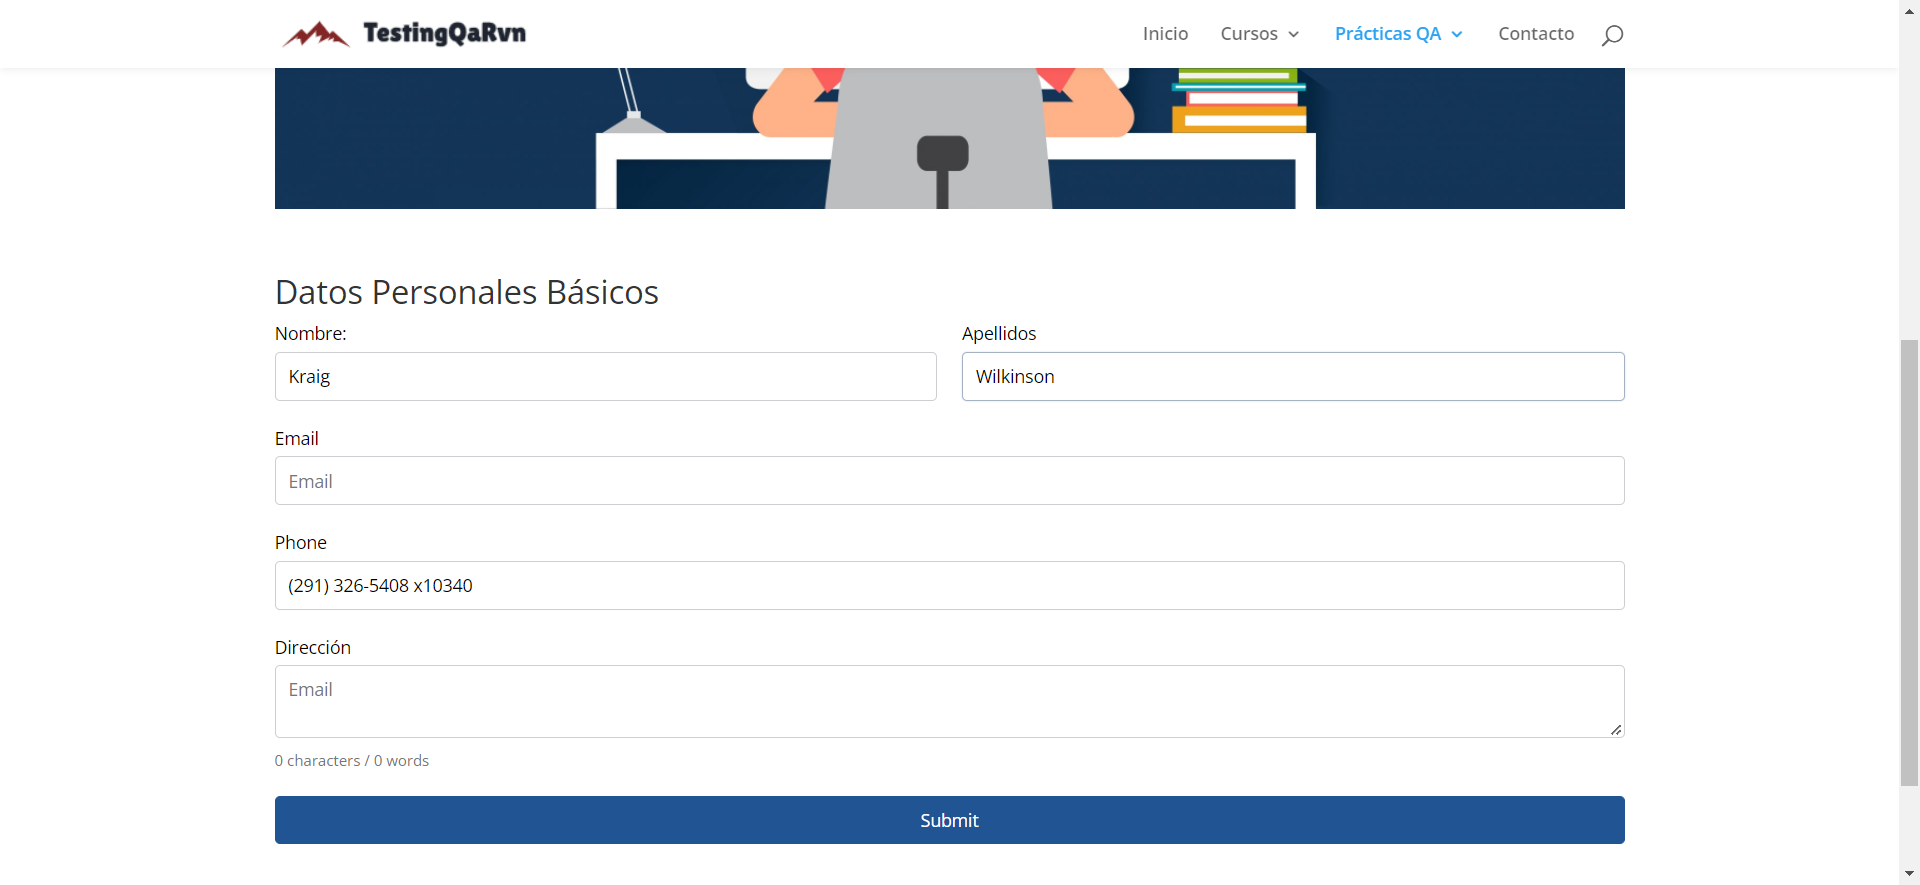 TestingQaRvn
Inicio Cursos Prácticas QA Contacto
Datos Personales Básicos
Nombre: Apellidos
Kraig Wilkinson
Email
Email
Phone
(291) 326-5408 x10340
Dirección
Email
0 characters / 0 words
Submit